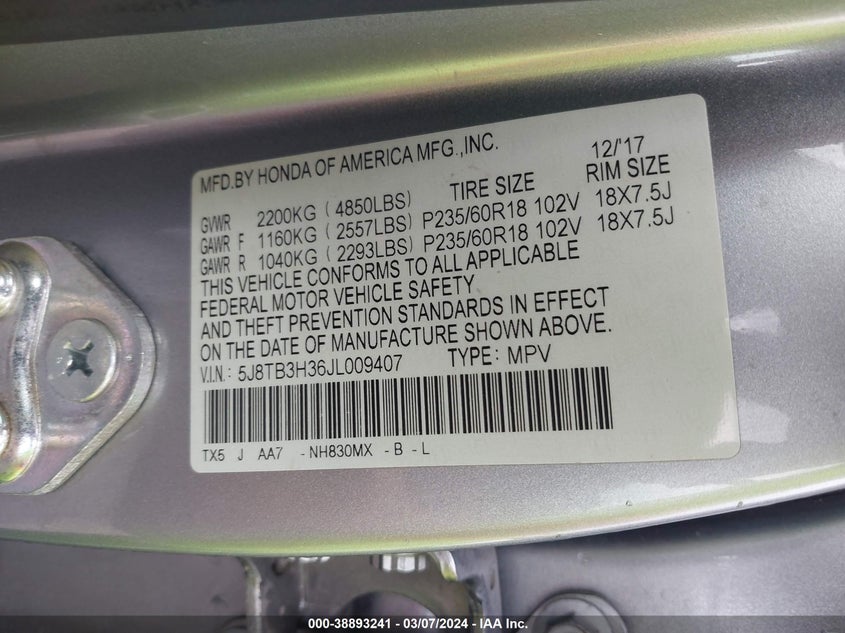 MFD.BY HONDA OF AMERICA MFG.,INC. 12/'17
TIRE SIZE RIM SIZE
GVWR 2200KG (4850LBS)
GAWR F 1160KG (2557LBS) P235/60R18 102V 18X7.5J
GAWR R 1040KG (2293LBS) P235/60R18 102V 18X7.5J
THIS VEHICLE CONFORMS TO ALL APPLICABLE
FEDERAL MOTOR VEHICLE SAFETY
AND THEFT PREVENTION STANDARDS IN EFFECT
ON THE DATE OF MANUFACTURE SHOWN ABOVE.
V.I.N.: 5J8TB3H36JL009407 TYPE: MPV
TX5 J AA7 -NH830MX -B -L
000-38893241 - 03/07/2024 - IAA Inc.